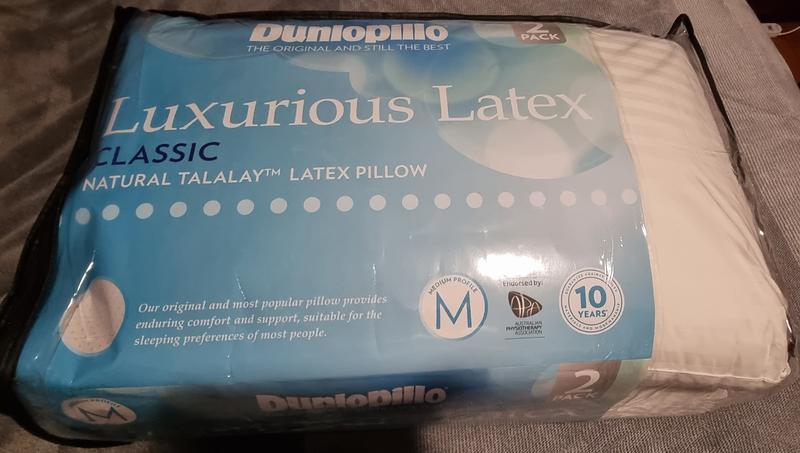 Dunlopillo
THE ORIGINAL AND STILL THE BEST
2
PACK
Luxurious Latex
CLASSIC
NATURAL TALALAY™ LATEX PILLOW
Our original and most popular pillow provides
enduring comfort and support, suitable for the
sleeping preferences of most people.
MEDIUM PROFILE
M
Endorsed by:
APA
AUSTRALIAN
PHYSIOTHERAPY
ASSOCIATION
10
YEARS
MEDIUM PROFILE
M
Dunlopillo
2
PACK